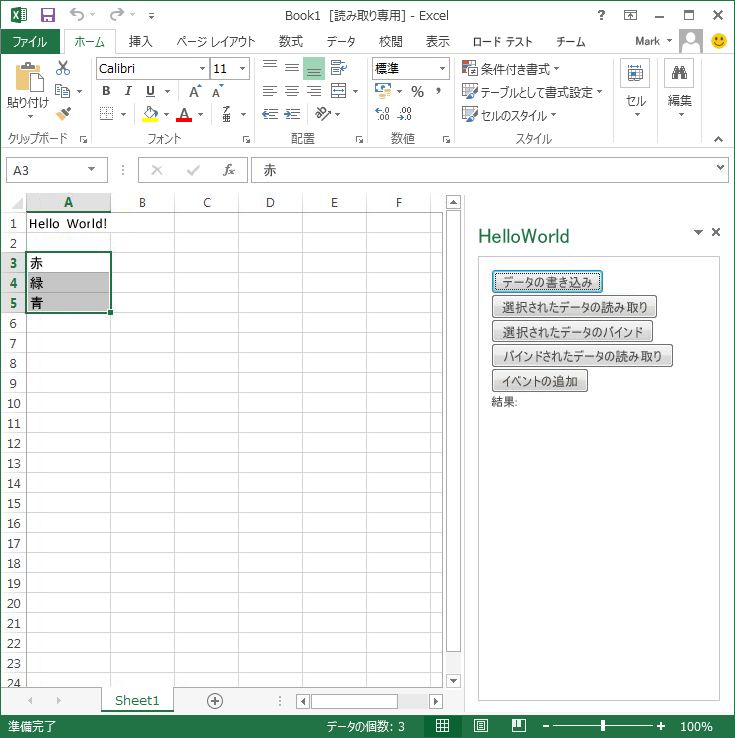 Book1 [読み取り専用] - Excel
ファイル ホーム 挿入 ページ レイアウト 数式 データ 校閲 表示 ロード テスト チーム Mark
貼り付け
クリップボード
Calibri 11
B I U A A
A 亜
フォント
配置
標準
% ,
数値
条件付き書式
テーブルとして書式設定
セルのスタイル
スタイル
セル
編集
A3 fx 赤
A B C D E F
1 Hello World!
2
3 赤
4 緑
5 青
6
7
8
9
10
11
12
13
14
15
16
17
18
19
20
21
22
23
24
HelloWorld
データの書き込み
選択されたデータの読み取り
選択されたデータのバインド
バインドされたデータの読み取り
イベントの追加
結果:
Sheet1
準備完了 データの個数: 3 100%